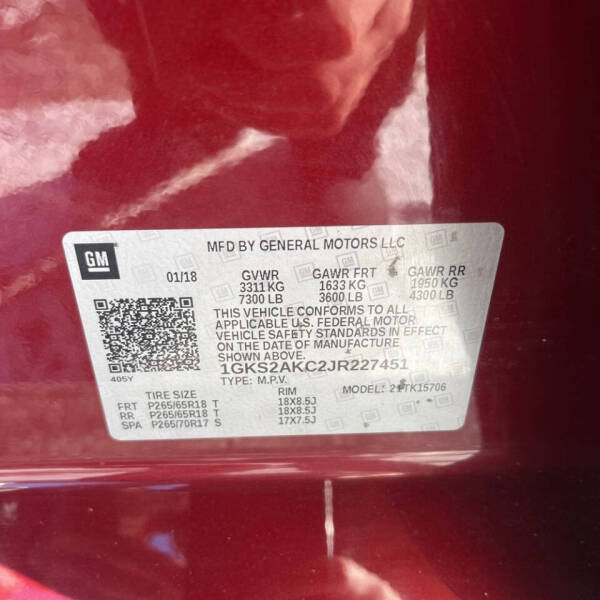 GM
MFD BY GENERAL MOTORS LLC
01/18 GVWR GAWR FRT GAWR RR
3311 KG 1633 KG 1950 KG
7300 LB 3600 LB 4300 LB
THIS VEHICLE CONFORMS TO ALL
APPLICABLE U.S. FEDERAL MOTOR
VEHICLE SAFETY STANDARDS IN EFFECT
ON THE DATE OF MANUFACTURE
SHOWN ABOVE.
1GKS2AKC2JR227451
405Y
TYPE: M.P.V. MODEL: 21TK15706
TIRE SIZE RIM
FRT P265/65R18 T 18X8.5J
RR P265/65R18 T 18X8.5J
SPA P265/70R17 S 17X7.5J